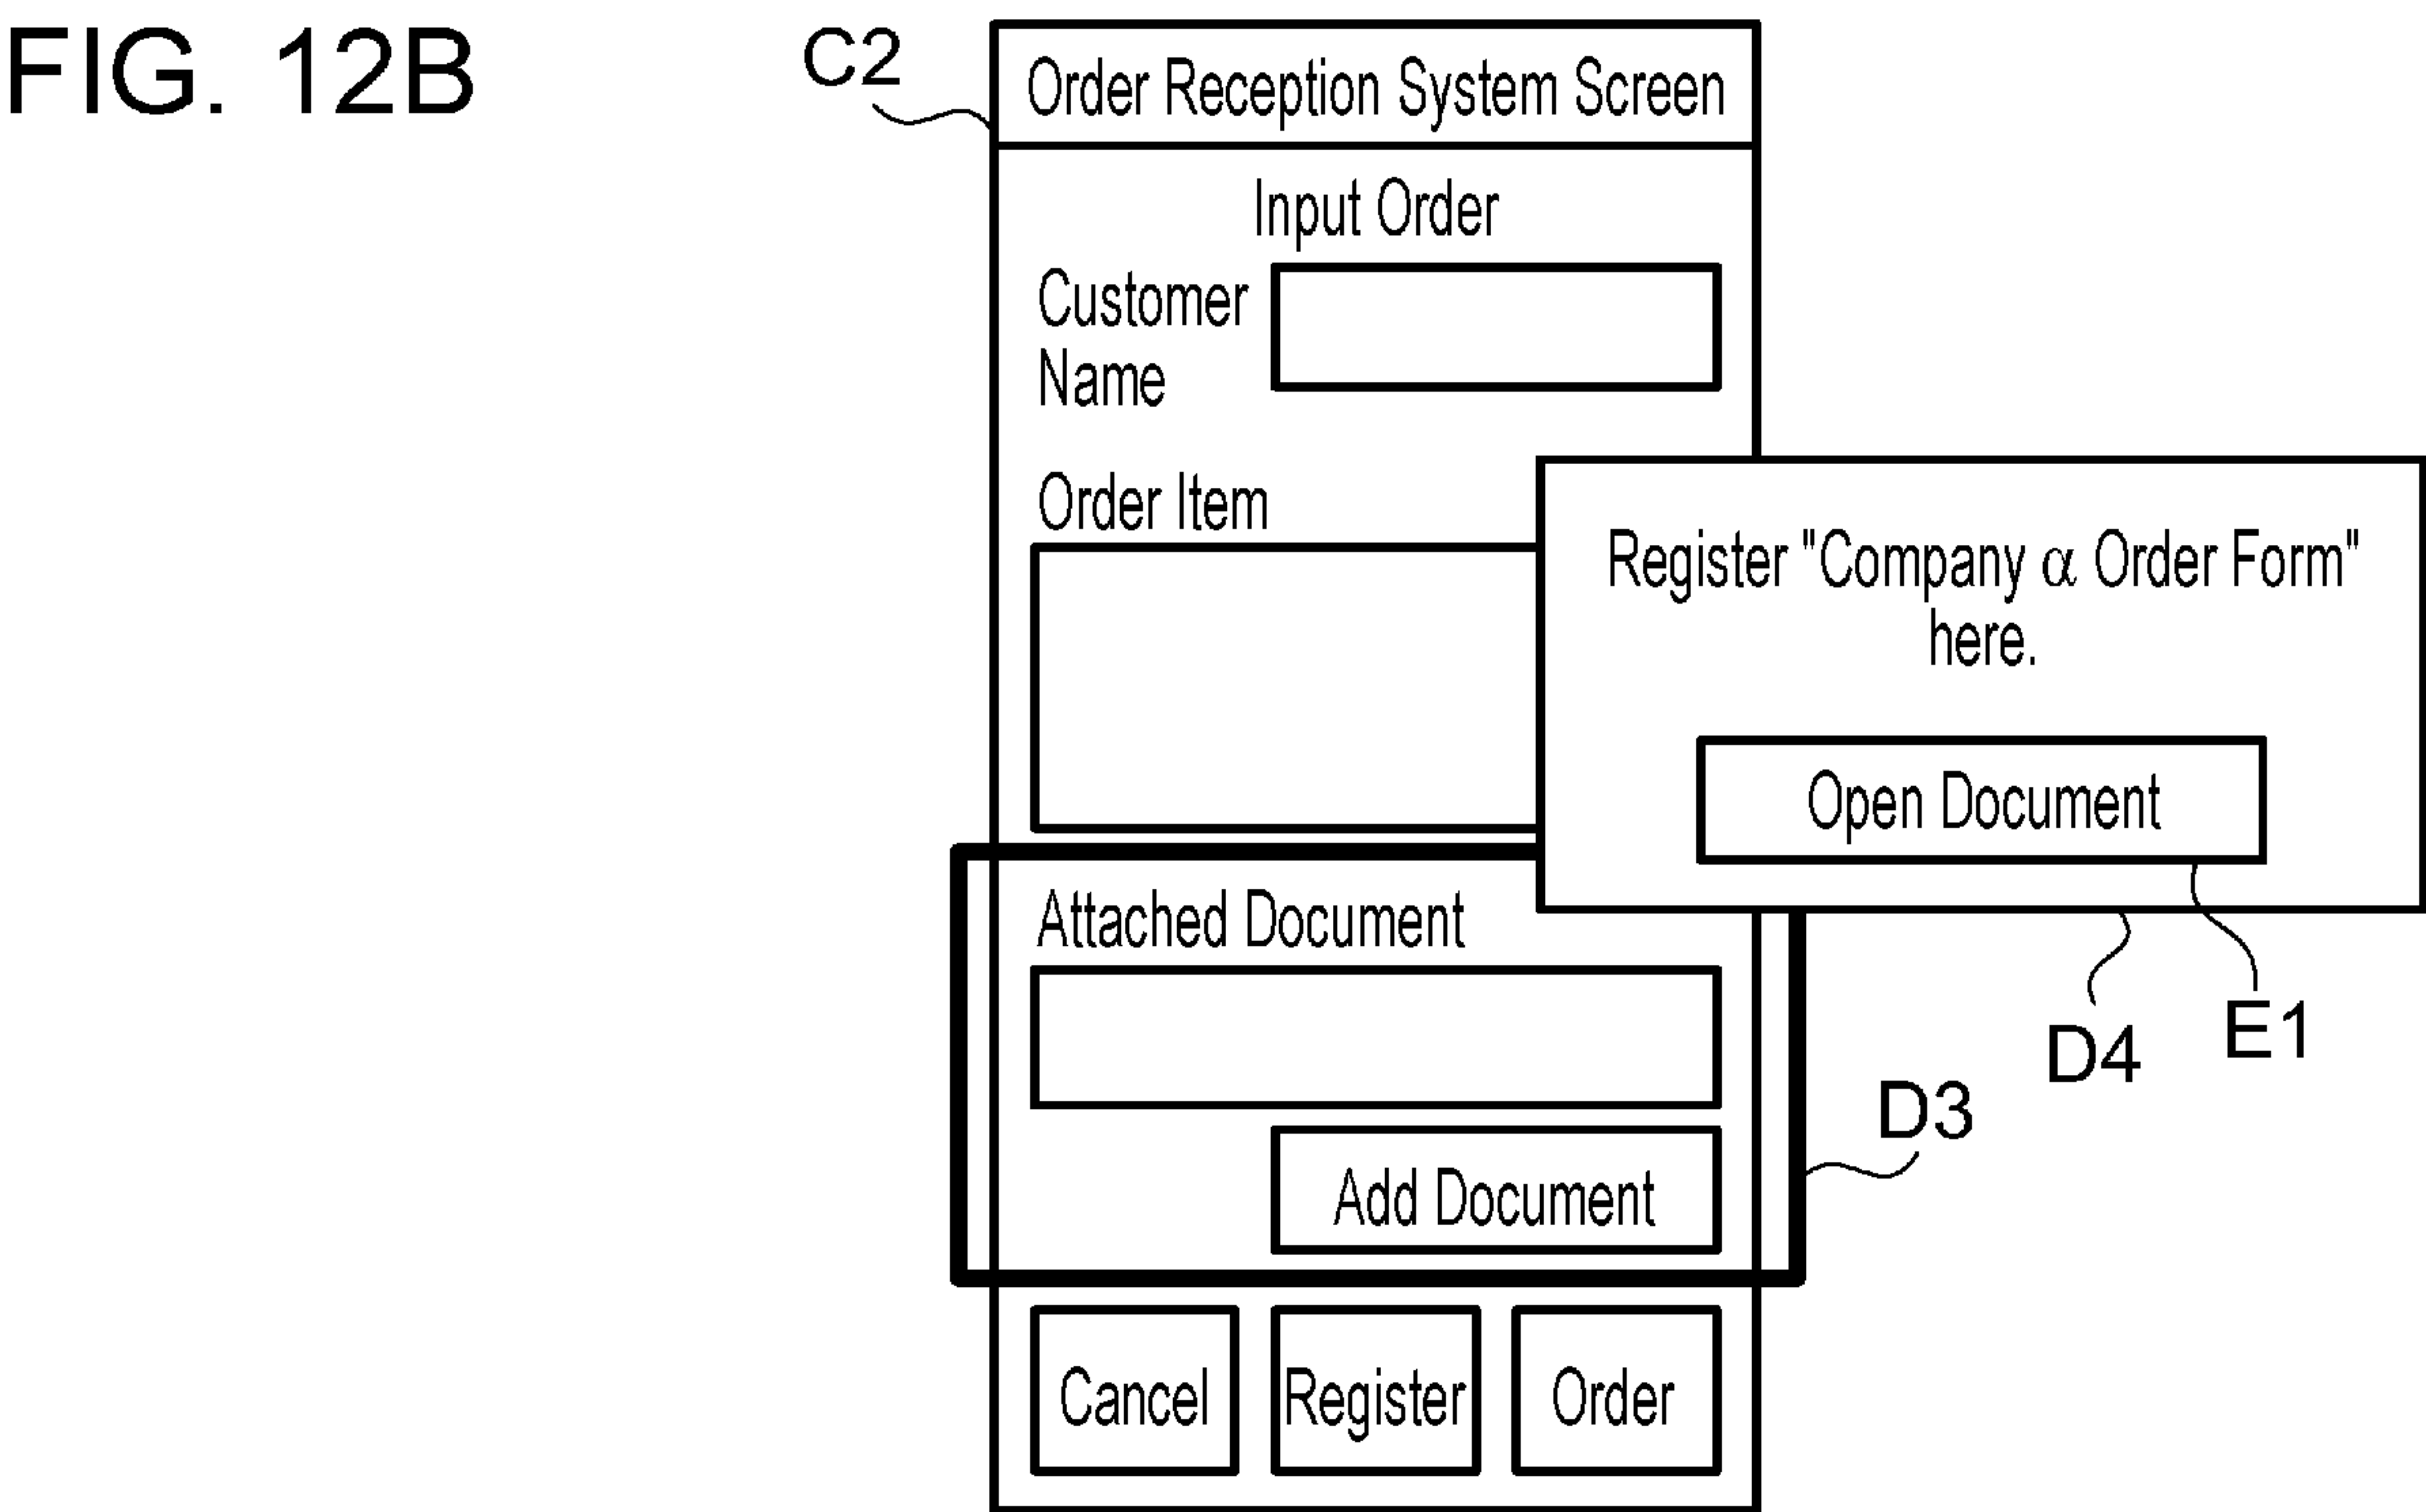 FIG. 12B
C2
Order Reception System Screen
Input Order
Customer
Name
Order Item
Register "Company α Order Form"
here.
Open Document
Attached Document
E1
D4
D3
Add Document
Cancel
Register
Order